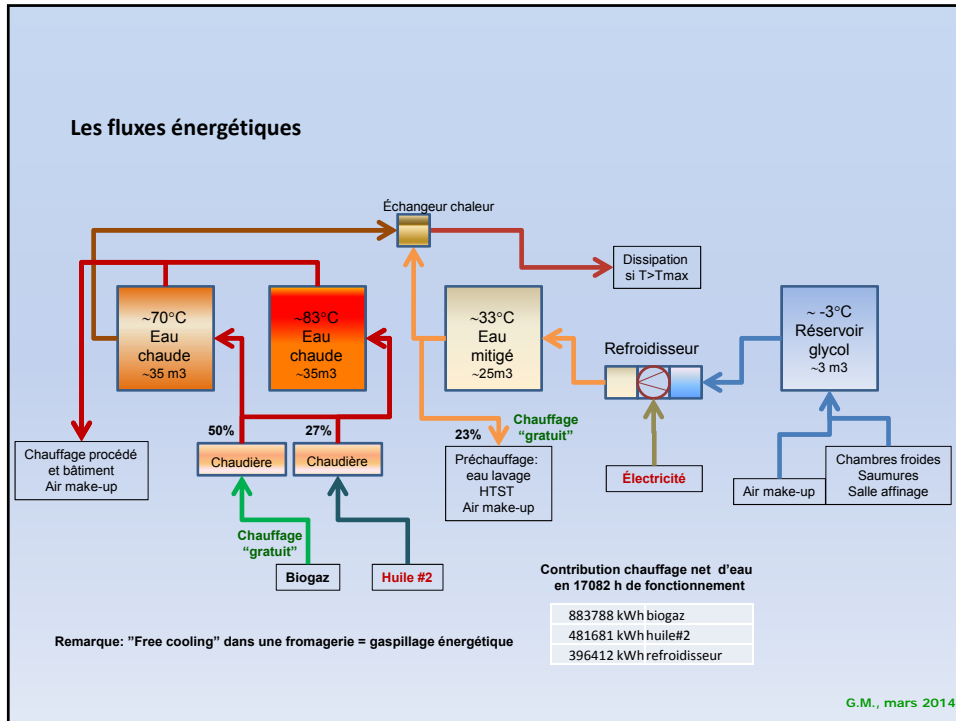 Les fluxes énergétiques
Échangeur chaleur
Dissipation
si T>Tmax
~70°C
Eau
chaude
~35 m3
~83°C
Eau
chaude
~35m3
~33°C
Eau
mitigé
~25m3
Refroidisseur
~ -3°C
Réservoir
glycol
~3 m3
50%
27%
23%
Chauffage
“gratuit”
Chauffage procédé
et bâtiment
Air make-up
Chaudière
Chaudière
Préchauffage:
eau lavage
HTST
Air make-up
Électricité
Air make-up
Chambres froides
Saumures
Salle affinage
Chauffage
“gratuit”
Biogaz
Huile #2
Contribution chauffage net d’eau
en 17082 h de fonctionnement
883788 kWh biogaz
481681 kWh huile#2
396412 kWh refroidisseur
Remarque: ”Free cooling” dans une fromagerie = gaspillage énergétique
G.M., mars 2014